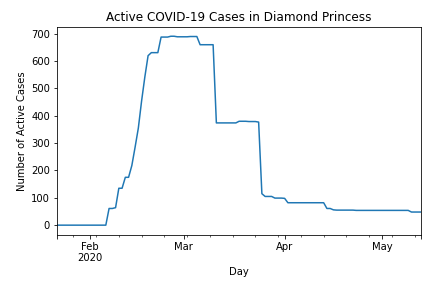 Active COVID-19 Cases in Diamond Princess
Number of Active Cases
700
600
500
400
300
200
100
0
Feb
2020
Mar
Apr
May
Day